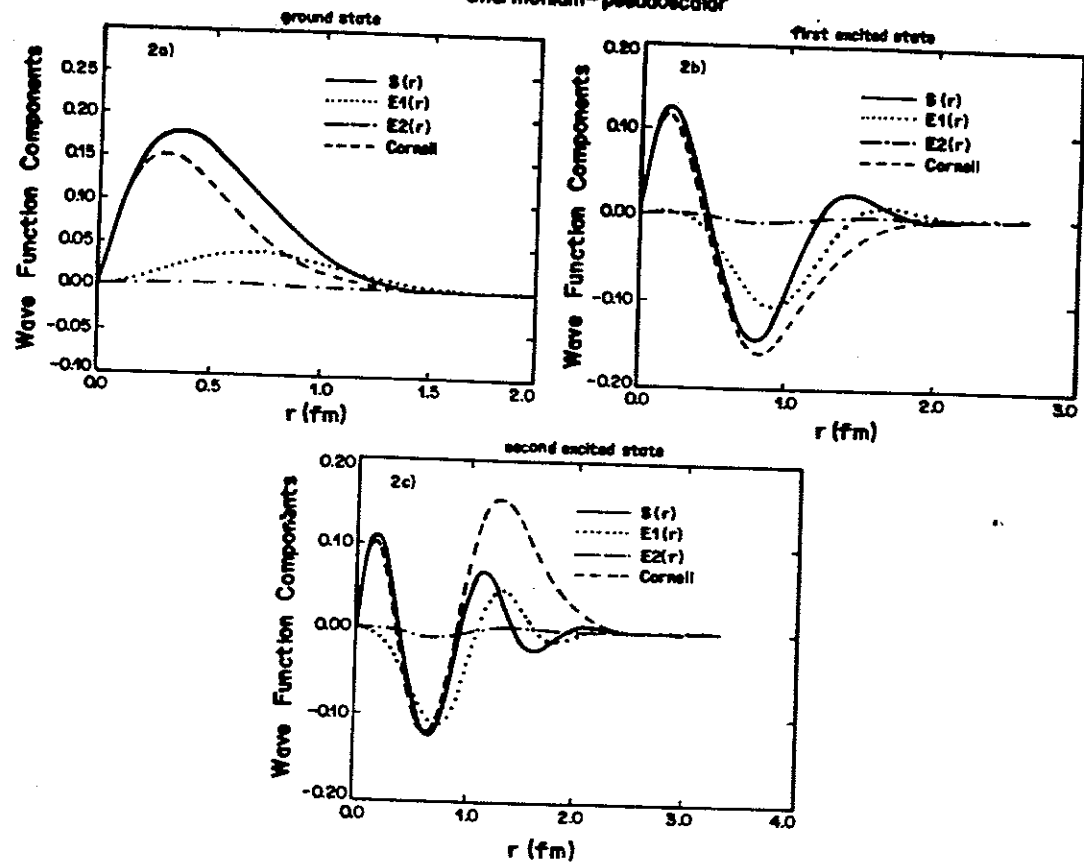 ground state
2a)
S(r)
E1(r)
E2(r)
Cornell
Wave Function Components
0.25
0.20
0.15
0.10
0.05
0.00
-0.05
-0.10
0.0
0.5
1.0
1.5
2.0
r (fm)
first excited state
2b)
S(r)
E1(r)
E2(r)
Cornell
Wave Function Components
0.20
0.10
0.00
-0.10
-0.20
0.0
1.0
2.0
3.0
r (fm)
second excited state
2c)
S(r)
E1(r)
E2(r)
Cornell
Wave Function Components
0.20
0.10
0.00
-0.10
-0.20
0.0
1.0
2.0
3.0
4.0
r (fm)